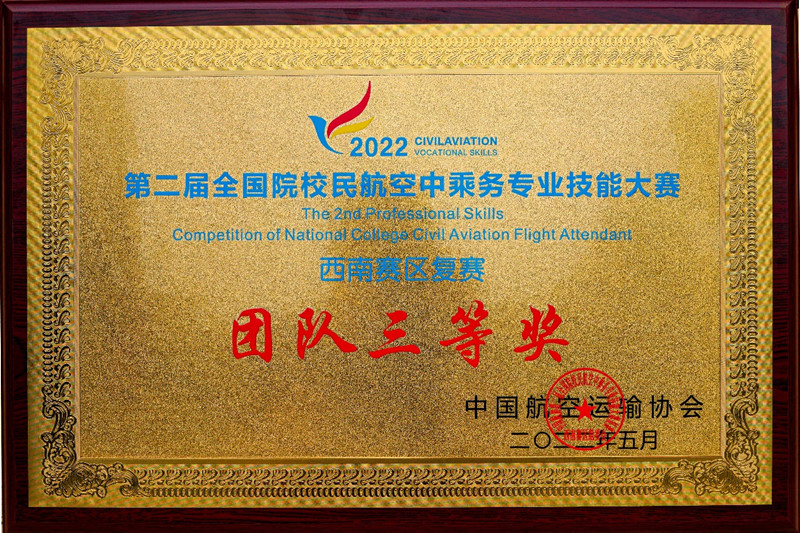 2022 CIVILAVIATION
VOCATIONAL SKILLS
第二届全国院校民航空中乘务专业技能大赛
The 2nd Professional Skills
Competition of National College Civil Aviation Flight Attendant
西南赛区复赛
团队三等奖
中国航空运输协会
二〇二二年五月